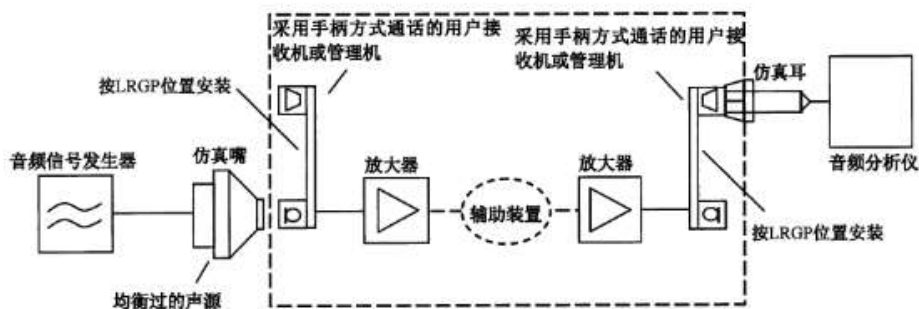 采用手柄方式通话的用户接
收机或管理机
采用手柄方式通话的用户接
收机或管理机
仿真耳
按LRGP位置安装
音频信号发生器
仿真嘴
放大器
放大器
音频分析仪
辅助装置
按LRGP位置安装
均衡过的声源